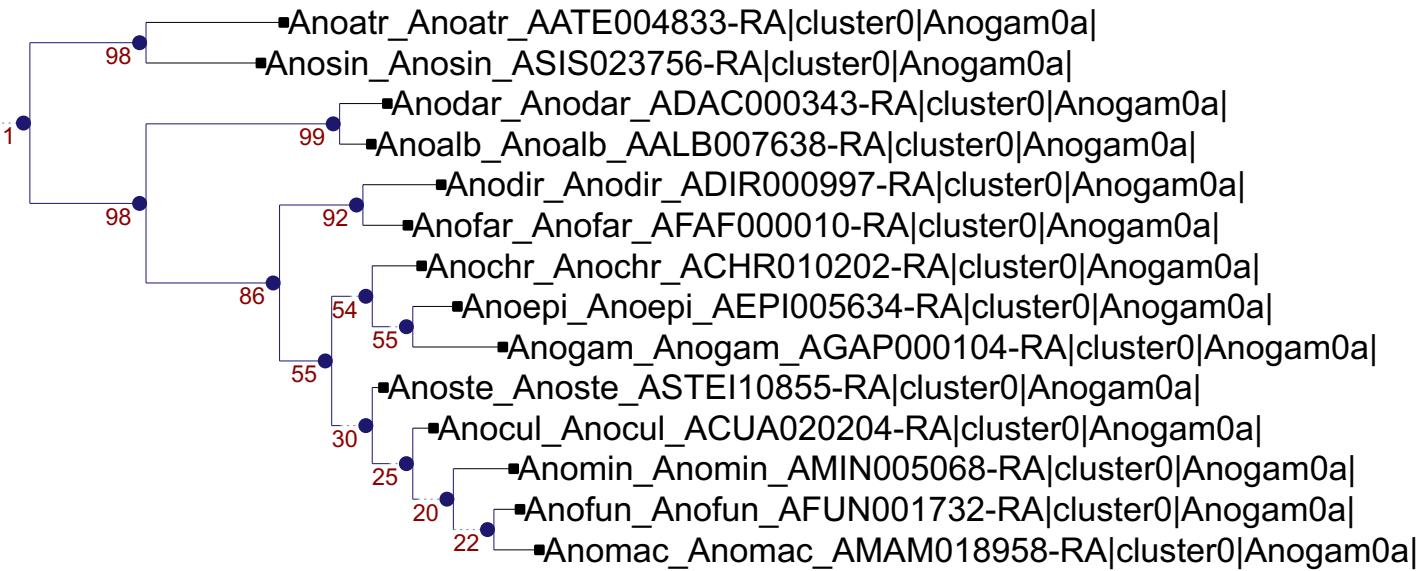 Anoatr_Anoatr_AATE004833-RA|cluster0|Anogam0a|
98
Anosin_Anosin_ASIS023756-RA|cluster0|Anogam0a|
Anodar_Anodar_ADAC000343-RA|cluster0|Anogam0a|
1
99
Anoalb_Anoalb_AALB007638-RA|cluster0|Anogam0a|
Anodir_Anodir_ADIR000997-RA|cluster0|Anogam0a|
98
92
Anofar_Anofar_AFAF000010-RA|cluster0|Anogam0a|
Anochr_Anochr_ACHR010202-RA|cluster0|Anogam0a|
86
54
Anoepi_Anoepi_AEPI005634-RA|cluster0|Anogam0a|
55
Anogam_Anogam_AGAP000104-RA|cluster0|Anogam0a|
55
Anoste_Anoste_ASTEI10855-RA|cluster0|Anogam0a|
30
Anocul_Anocul_ACUA020204-RA|cluster0|Anogam0a|
25
Anomin_Anomin_AMIN005068-RA|cluster0|Anogam0a|
20
Anofun_Anofun_AFUN001732-RA|cluster0|Anogam0a|
22
Anomac_Anomac_AMAM018958-RA|cluster0|Anogam0a|